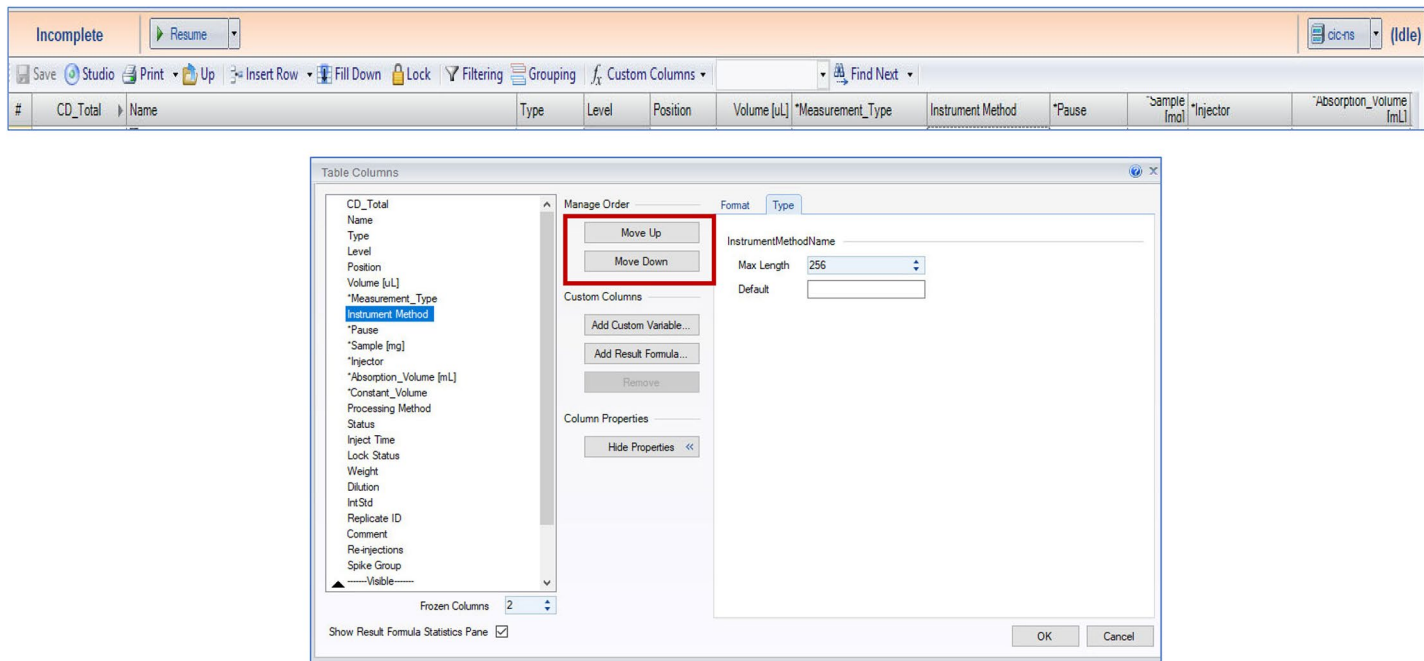 Incomplete Resume cic-ns (Idle)
Save Studio Print Up Insert Row Fill Down Lock Filtering Grouping fx Custom Columns Find Next
# CD_Total Name Type Level Position Volume [uL] *Measurement_Type Instrument Method *Pause *Sample [mg] *Injector *Absorption_Volume [mL]
Table Columns
CD_Total
Name
Type
Level
Position
Volume [uL]
*Measurement_Type
Instrument Method
*Pause
*Sample [mg]
*Injector
*Absorption_Volume [mL]
*Constant_Volume
Processing Method
Status
Inject Time
Lock Status
Weight
Dilution
IntStd
Replicate ID
Comment
Re-injections
Spike Group
-------Visible-------
Frozen Columns 2
Show Result Formula Statistics Pane
Manage Order
Move Up
Move Down
Custom Columns
Add Custom Variable...
Add Result Formula...
Remove
Column Properties
Hide Properties «
Format Type
InstrumentMethodName
Max Length 256
Default
OK Cancel